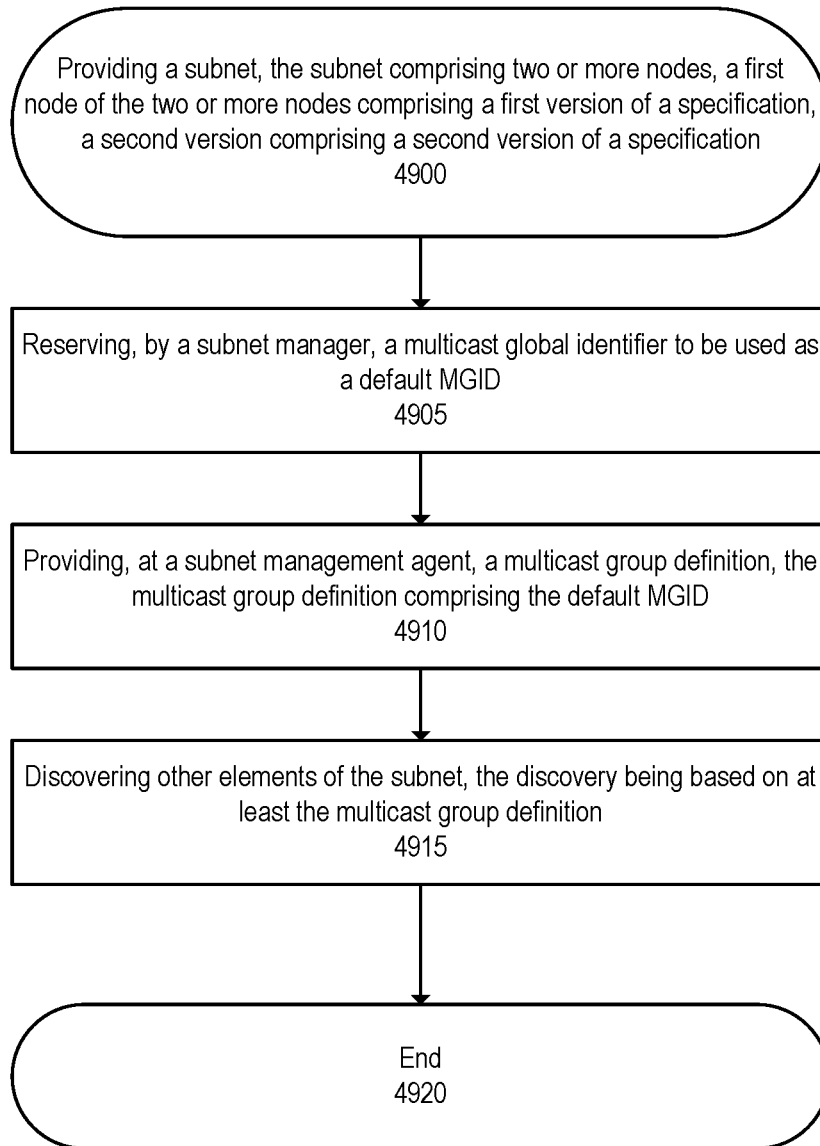 Providing a subnet, the subnet comprising two or more nodes, a first
node of the two or more nodes comprising a first version of a specification,
a second version comprising a second version of a specification
4900
Reserving, by a subnet manager, a multicast global identifier to be used as
a default MGID
4905
Providing, at a subnet management agent, a multicast group definition, the
multicast group definition comprising the default MGID
4910
Discovering other elements of the subnet, the discovery being based on at
least the multicast group definition
4915
End
4920